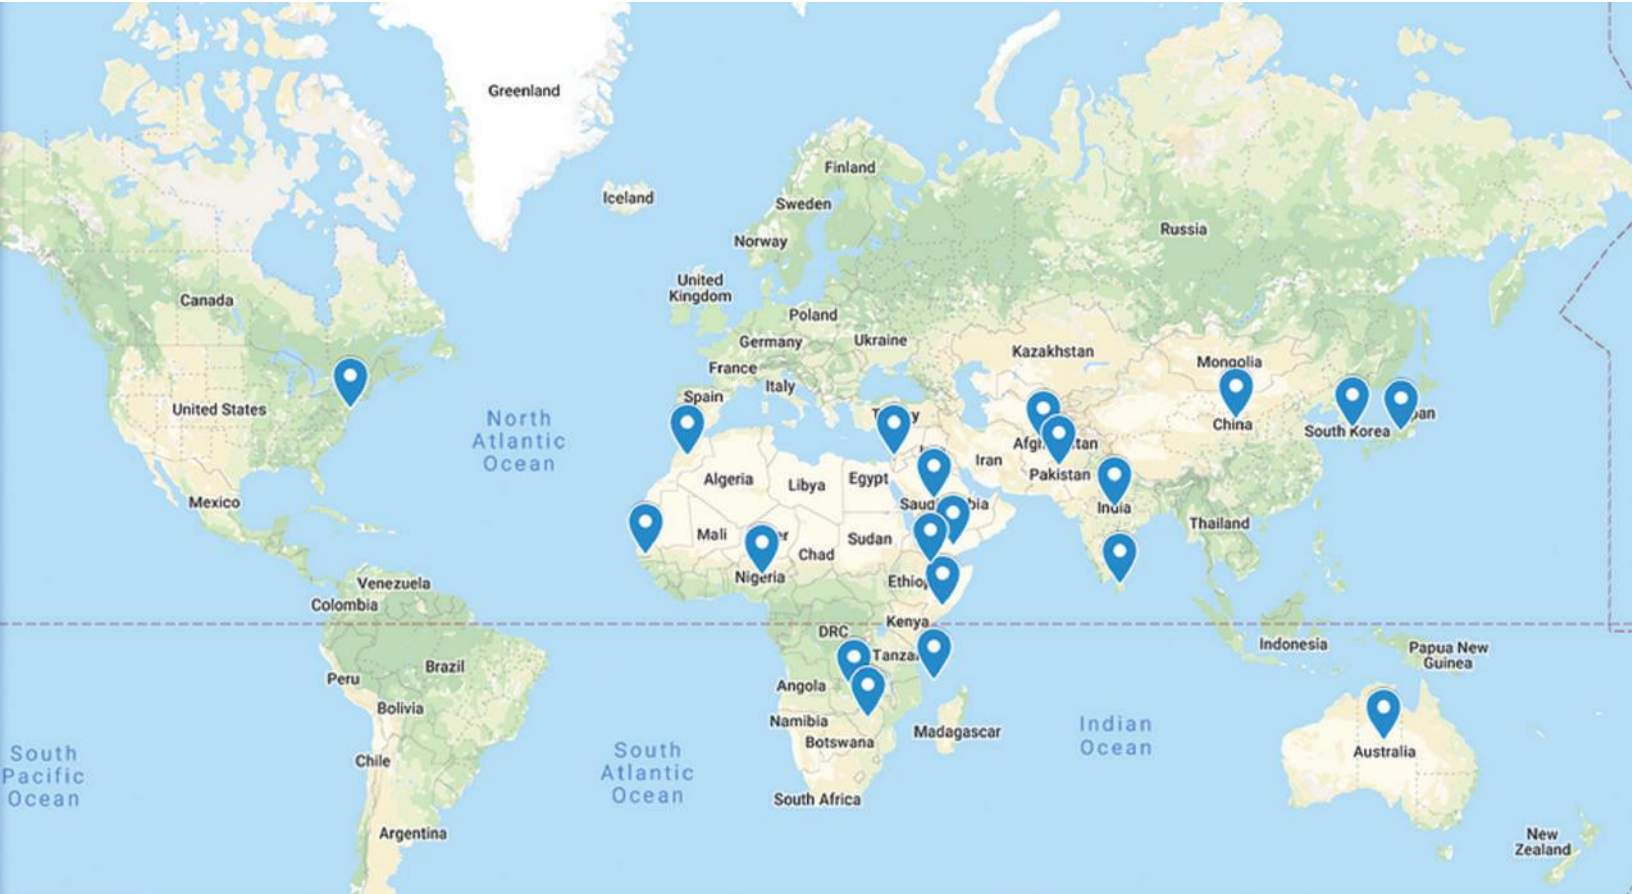 Greenland
Finland
Iceland
Sweden
Russia
Norway
United
Kingdom
Canada
Poland
Germany
Ukraine
Kazakhstan
Mongolia
France
Italy
Spain
United States
North
Atlantic
Ocean
China
South Korea
Iran
Pakistan
Algeria
Libya
Egypt
Mexico
India
Thailand
Mali
Sudan
Chad
Nigeria
Venezuela
Colombia
Kenya
DRC
Indonesia
Papua New
Guinea
Brazil
Peru
Angola
Bolivia
Namibia
Botswana
Madagascar
Indian
Ocean
Australia
South
Pacific
Ocean
South
Atlantic
Ocean
Chile
South Africa
Argentina
New
Zealand